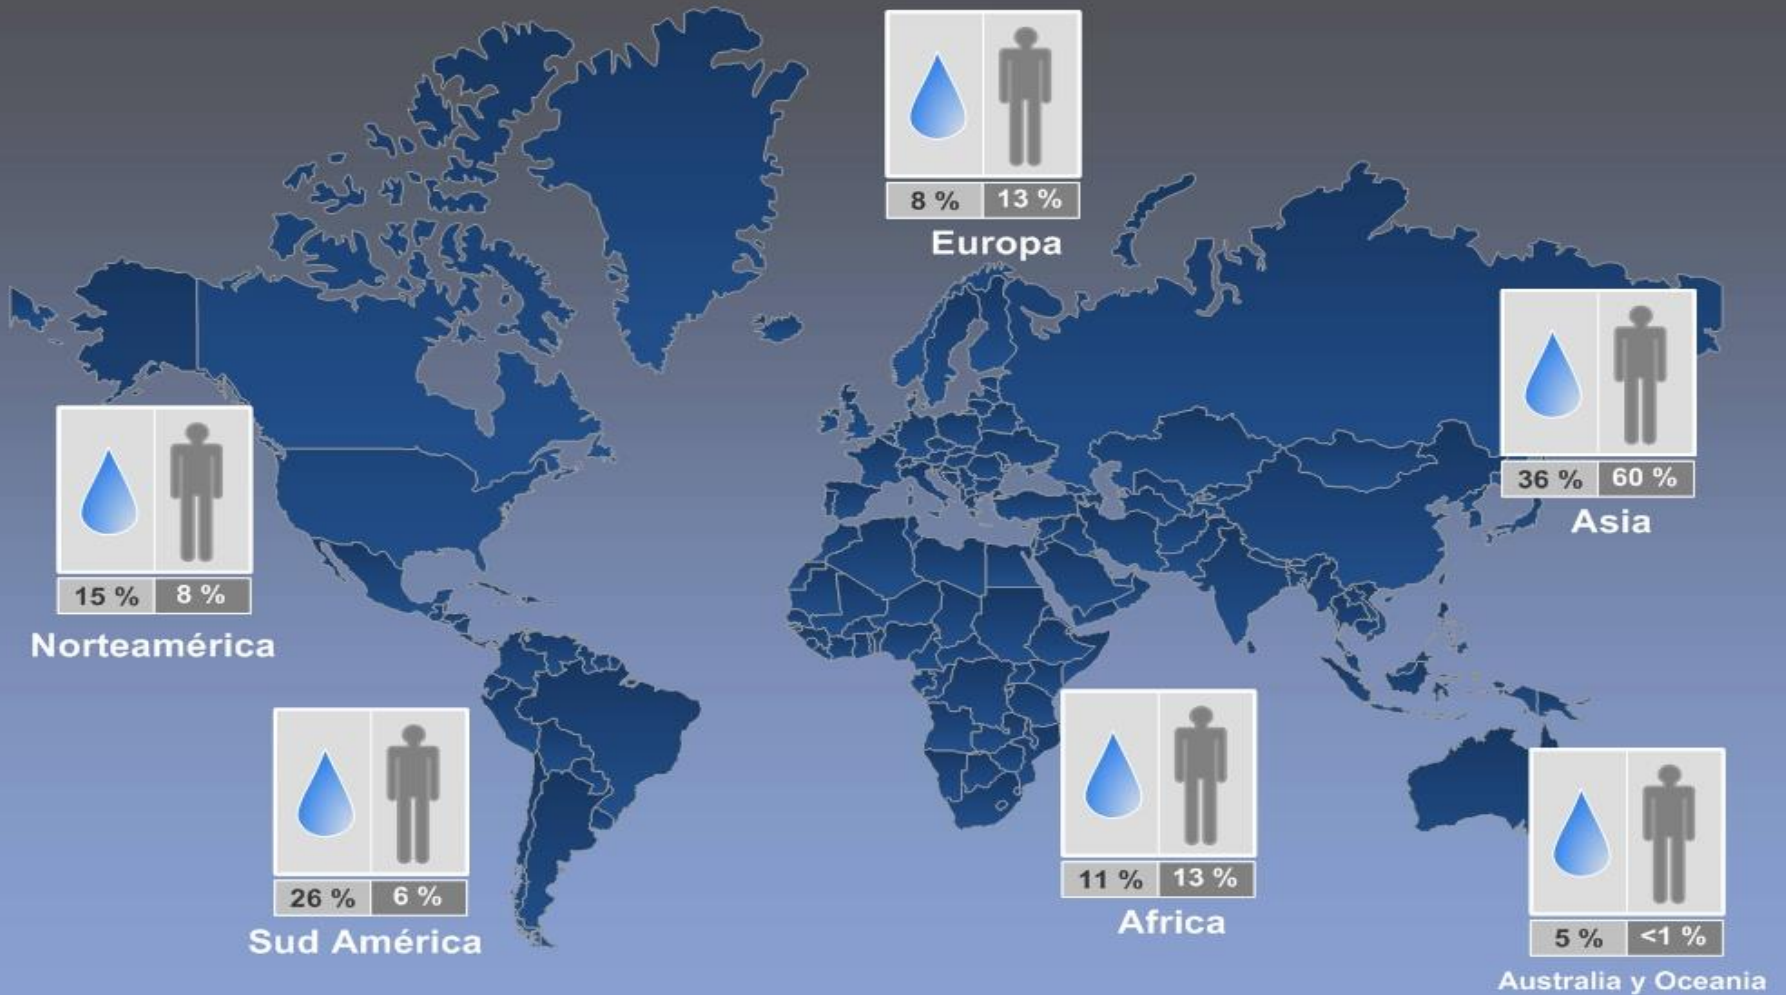 8 % 13 %
Europa
36 % 60 %
Asia
15 % 8 %
Norteamérica
26 % 6 %
Sud América
11 % 13 %
Africa
5 % <1 %
Australia y Oceania